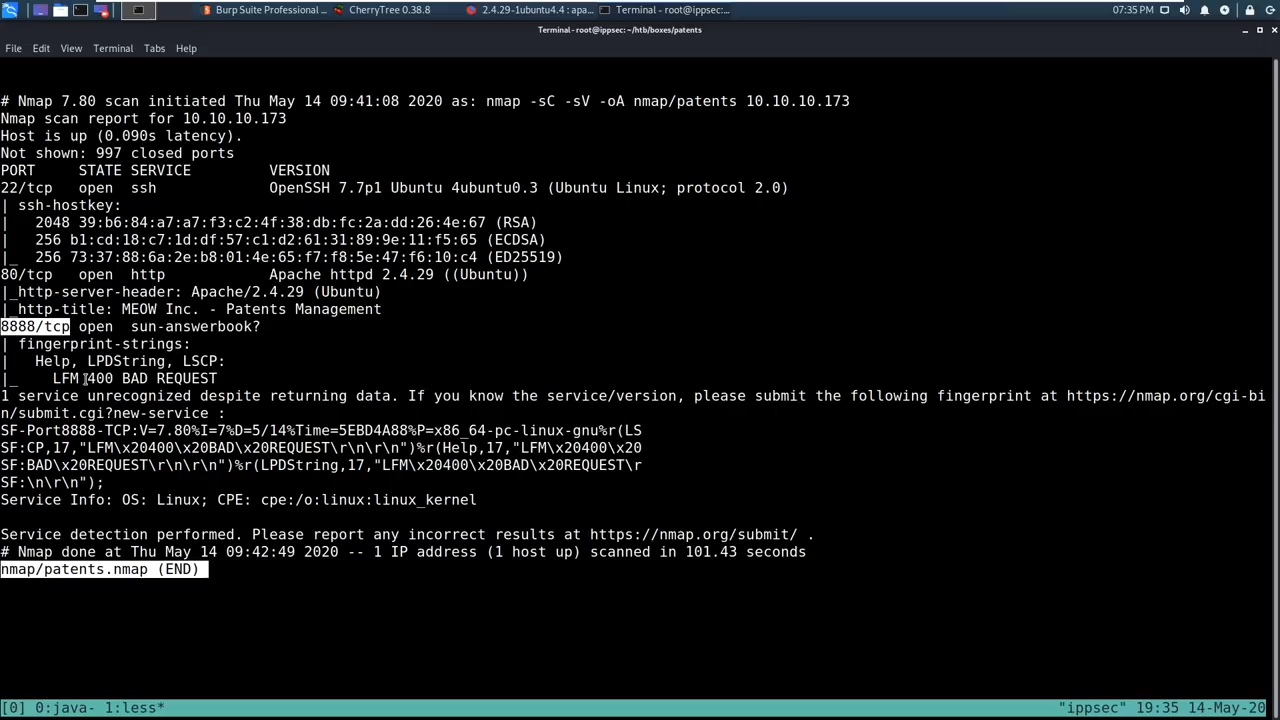 Burp Suite Professional ...
CherryTree 0.38.8
2.4.29-1ubuntu4.4 : apa...
Terminal - root@ippsec:...
07:35 PM
Terminal - root@ippsec: ~/htb/boxes/patents
File Edit View Terminal Tabs Help
# Nmap 7.80 scan initiated Thu May 14 09:41:08 2020 as: nmap -sC -sV -oA nmap/patents 10.10.10.173
Nmap scan report for 10.10.10.173
Host is up (0.090s latency).
Not shown: 997 closed ports
PORT     STATE SERVICE         VERSION
22/tcp   open  ssh             OpenSSH 7.7p1 Ubuntu 4ubuntu0.3 (Ubuntu Linux; protocol 2.0)
| ssh-hostkey:
|   2048 39:b6:84:a7:a7:f3:c2:4f:38:db:fc:2a:dd:26:4e:67 (RSA)
|   256 b1:cd:18:c7:1d:df:57:c1:d2:61:31:89:9e:11:f5:65 (ECDSA)
|_  256 73:37:88:6a:2e:b8:01:4e:65:f7:f8:5e:47:f6:10:c4 (ED25519)
80/tcp   open  http            Apache httpd 2.4.29 ((Ubuntu))
|_http-server-header: Apache/2.4.29 (Ubuntu)
|_http-title: MEOW Inc. - Patents Management
8888/tcp open  sun-answerbook?
| fingerprint-strings:
|   Help, LPDString, LSCP:
|_    LFM 400 BAD REQUEST
1 service unrecognized despite returning data. If you know the service/version, please submit the following fingerprint at https://nmap.org/cgi-bi
n/submit.cgi?new-service :
SF-Port8888-TCP:V=7.80%I=7%D=5/14%Time=5EBD4A88%P=x86_64-pc-linux-gnu%r(LS
SF:CP,17,"LFM\x20400\x20BAD\x20REQUEST\r\n\r\n")%r(Help,17,"LFM\x20400\x20
SF:BAD\x20REQUEST\r\n\r\n")%r(LPDString,17,"LFM\x20400\x20BAD\x20REQUEST\r
SF:\n\r\n");
Service Info: OS: Linux; CPE: cpe:/o:linux:linux_kernel
Service detection performed. Please report any incorrect results at https://nmap.org/submit/ .
# Nmap done at Thu May 14 09:42:49 2020 -- 1 IP address (1 host up) scanned in 101.43 seconds
nmap/patents.nmap (END)
[0] 0:java- 1:less* "ippsec" 19:35 14-May-20